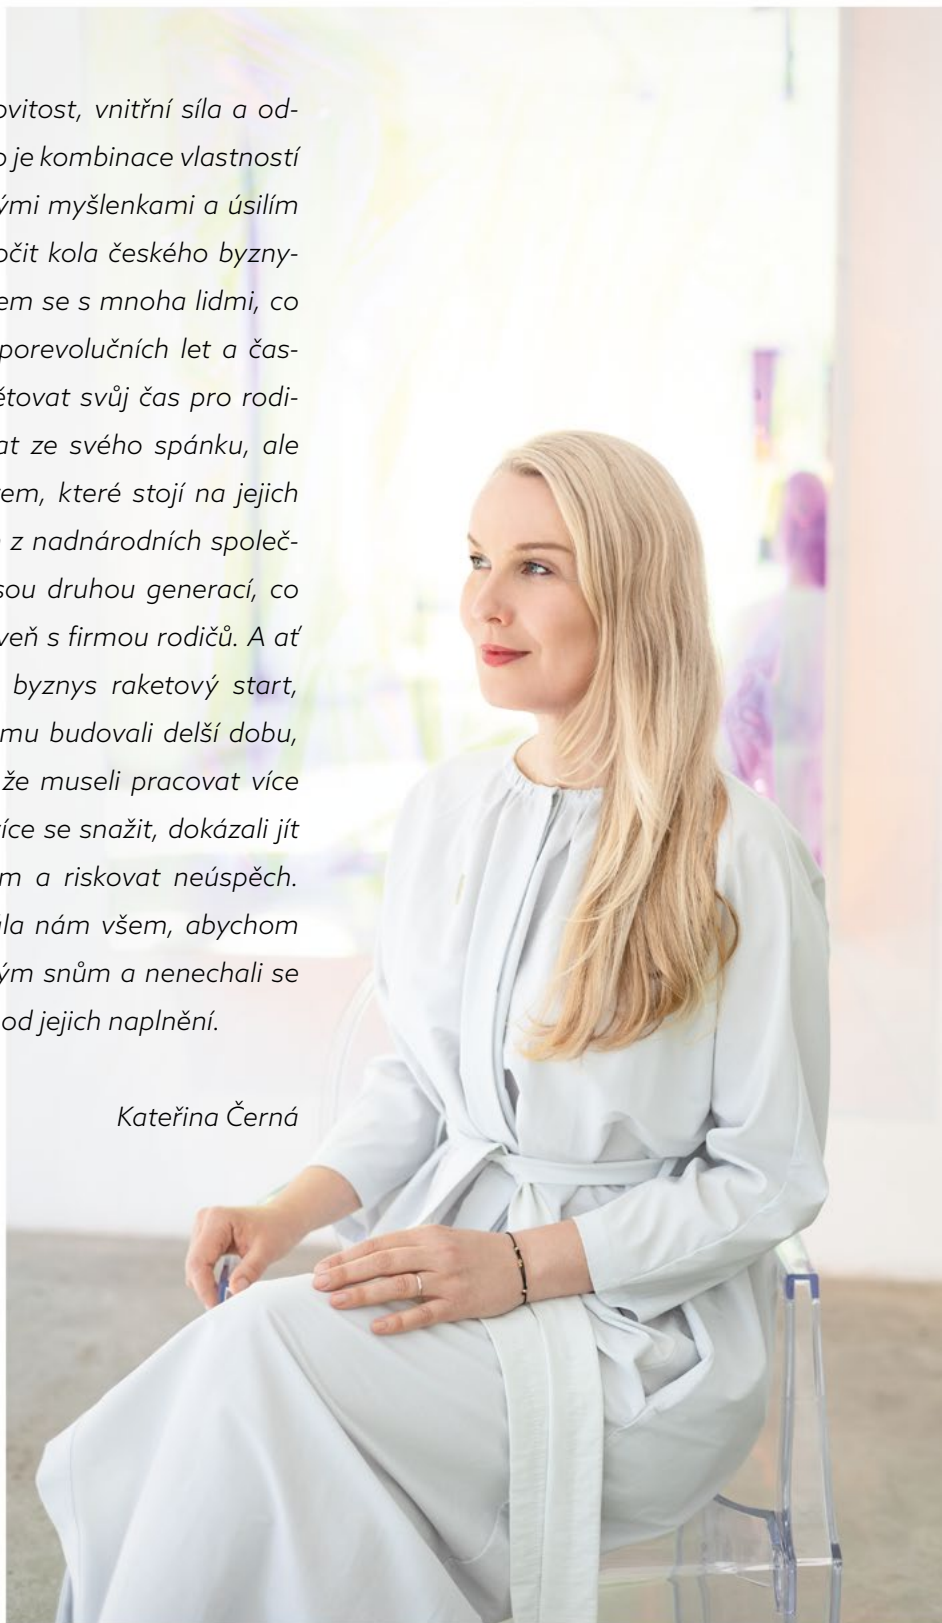 ovitost, vnitřní síla a od-
o je kombinace vlastností
ými myšlenkami a úsilím
očit kola českého byzny-
em se s mnoha lidmi, co
porevolučních let a čas-
ětovat svůj čas pro rodi-
at ze svého spánku, ale
em, které stojí na jejich
z nadnárodních společ-
sou druhou generací, co
veň s firmou rodičů. A ať
byznys raketový start,
mu budovali delší dobu,
že museli pracovat více
íce se snažit, dokázali jít
m a riskovat neúspěch.
la nám všem, abychom
ým snům a nenechali se
od jejich naplnění.
Kateřina Černá